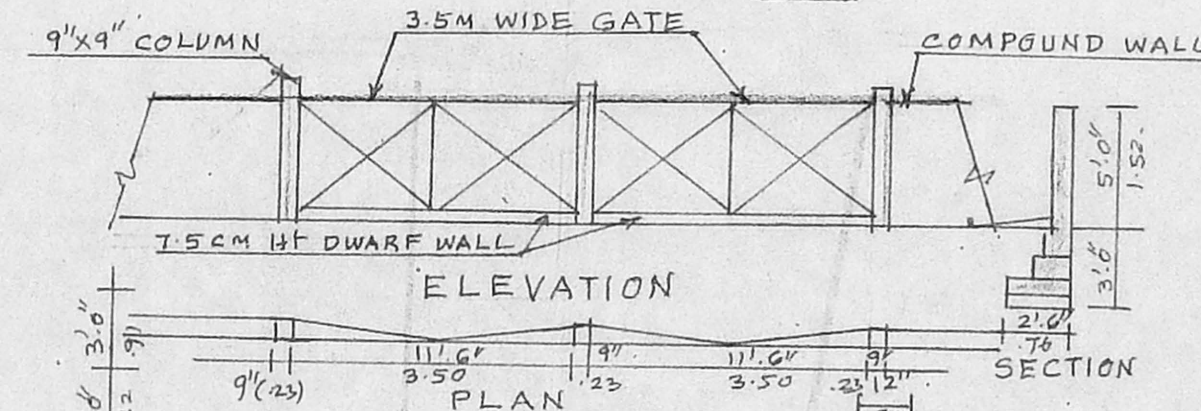 3.5M WIDE GATE
9"X9" COLUMN
COMPOUND WALL
5'.0"
1.52.
7.5CM Ht DWARF WALL
ELEVATION
3'.0"
2'.6"
.76
SECTION
3'.0"
.9
11'.6"
9"
11'.6"
9"
9"(.23)
3.50
.23
3.50
.23
12"
PLAN